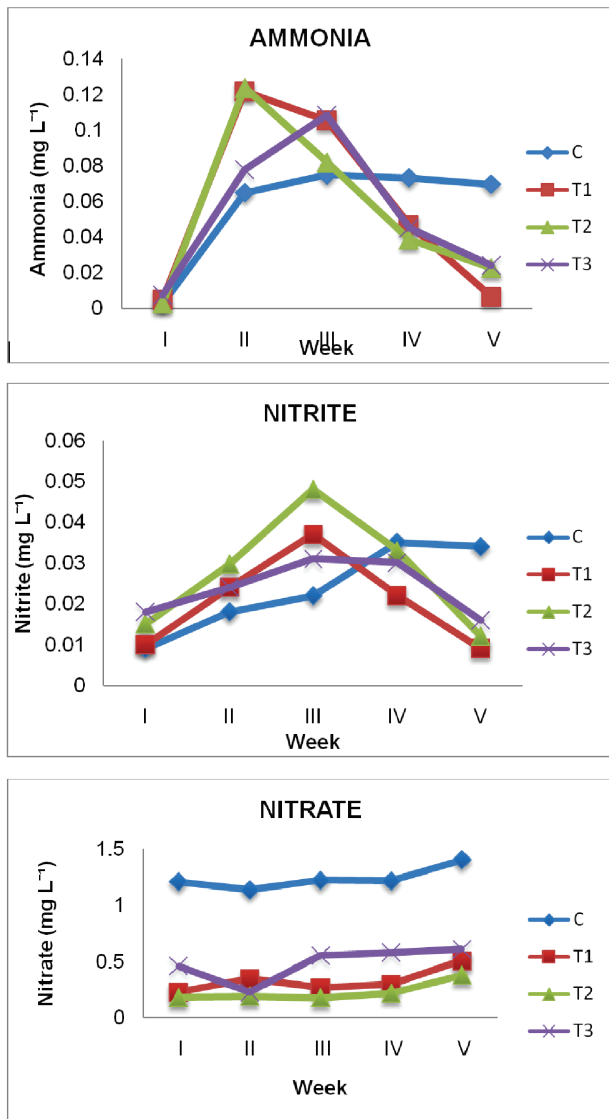 AMMONIA
Ammonia (mg L⁻¹)
0.14
0.12
0.1
0.08
0.06
0.04
0.02
0
I II III IV V
Week
C
T1
T2
T3
NITRITE
Nitrite (mg L⁻¹)
0.06
0.05
0.04
0.03
0.02
0.01
0
I II III IV V
Week
C
T1
T2
T3
NITRATE
Nitrate (mg L⁻¹)
1.5
1
0.5
0
I II III IV V
Week
C
T1
T2
T3